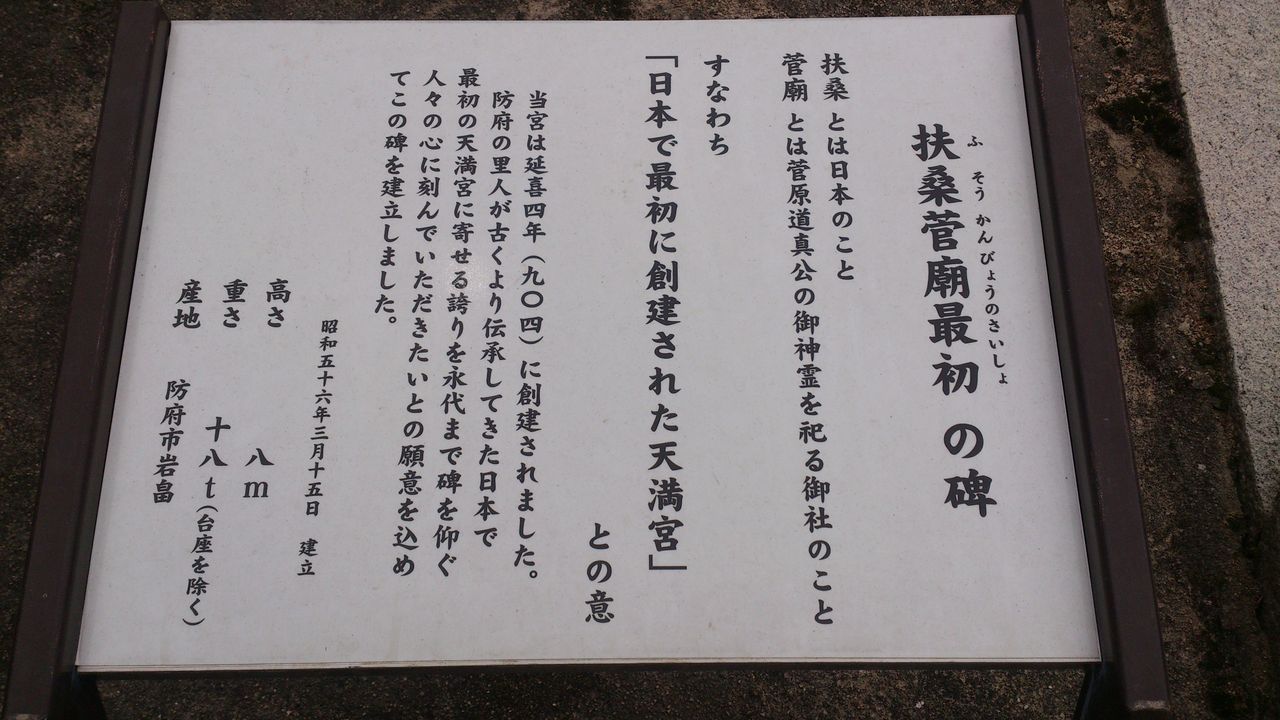 扶桑菅廟最初の碑
ふそうかんびょうのさいしょ
扶桑とは日本のこと
菅廟とは菅原道真公の御神霊を祀る御社のこと
すなわち
「日本で最初に創建された天満宮」
との意
当宮は延喜四年(九〇四)に創建されました。
防府の里人が古くより伝承してきた日本で
最初の天満宮に寄せる誇りを永代まで碑を仰ぐ
人々の心に刻んでいただきたいとの願意を込め
てこの碑を建立しました。
昭和五十六年三月十五日 建立
高さ 八m
重さ 十八t(台座を除く)
産地 防府市岩畠